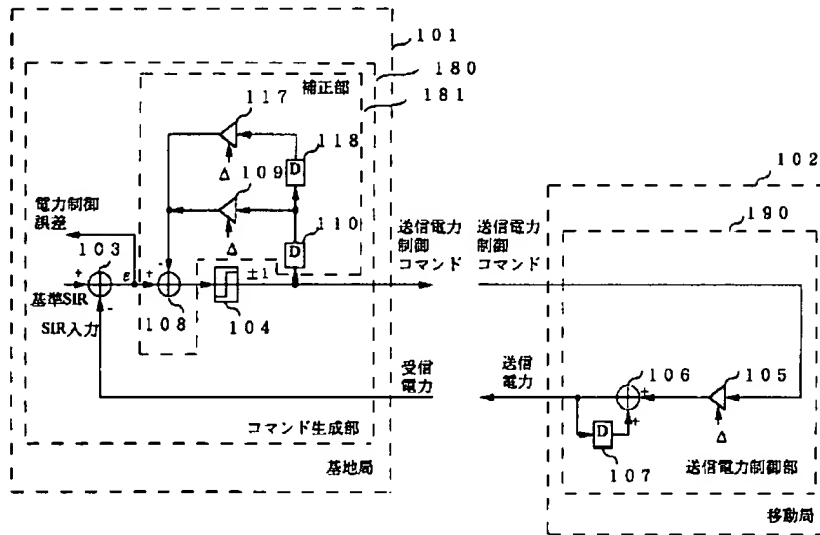 101
180
補正部
181
117
118
D
Δ
109
102
電力制御
誤差
110
190
送信電力
制御
コマンド
送信電力
制御
コマンド
103
Δ
D
+
ε
+
-
±1
基準SIR
-
108
104
SIR入力
受信
電力
送信
電力
106
105
+
+
D
Δ
107
コマンド生成部
送信電力制御部
基地局
移動局